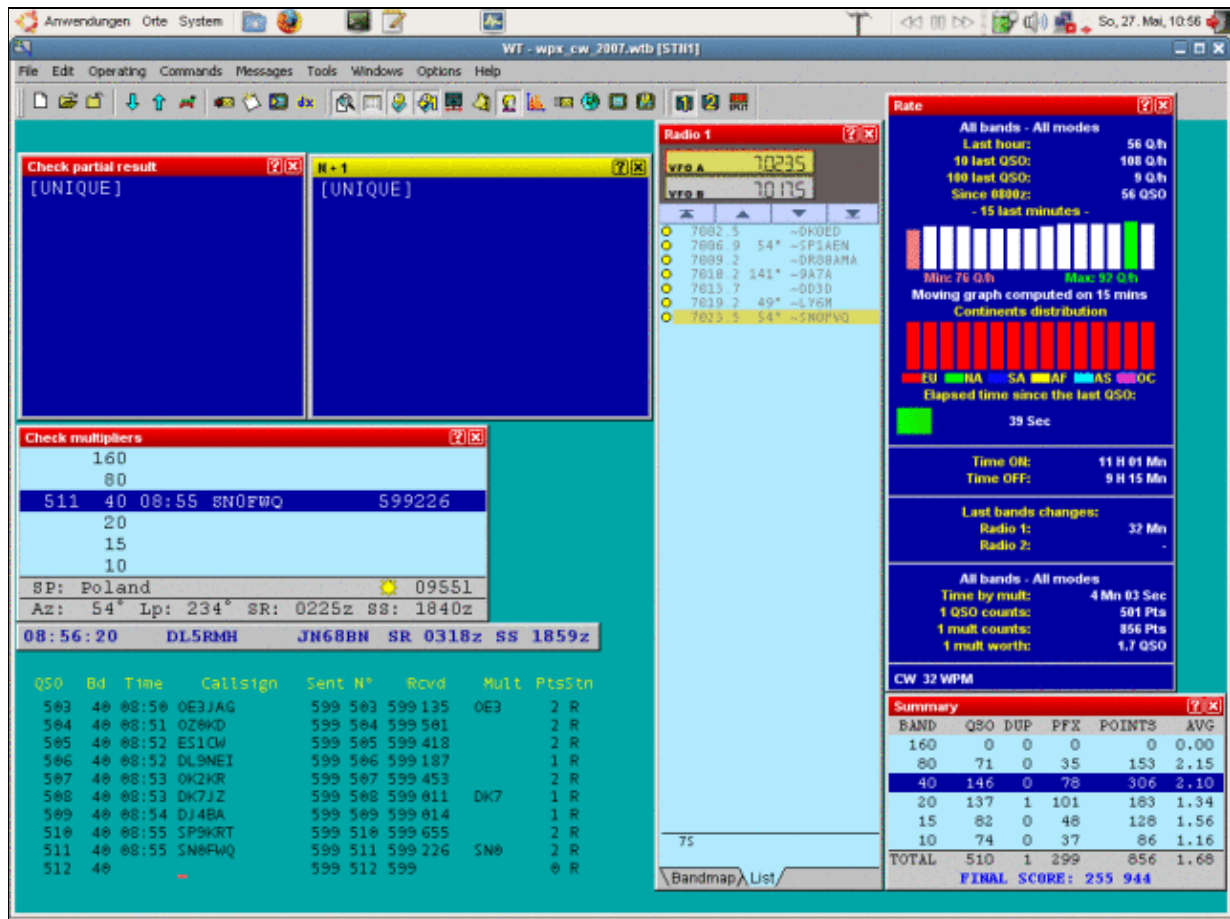 Anwendungen Orte System
So, 27. Mai, 10:56
WT - wpx_cw_2007.wtb [STN1]
File Edit Operating Commands Messages Tools Windows Options Help
Check partial result
[UNIQUE]
N + 1
[UNIQUE]
Check multipliers
160
80
511 40 08:55 SN0FWQ 599226
20
15
10
SP: Poland 09551
Az: 54° Lp: 234° SR: 0225z SS: 1840z
08:56:20 DL5RMH JN68BN SR 0318z SS 1859z
QSO Bd Time Callsign Sent N° Rcvd Mult PtsStn
503 40 08:50 OE3JAG 599 503 599 135 OE3 2 R
504 40 08:51 OZ0KD 599 504 599 501 2 R
505 40 08:52 ES1CW 599 505 599 418 2 R
506 40 08:52 DL9NEI 599 506 599 187 1 R
507 40 08:53 OK2KR 599 507 599 453 2 R
508 40 08:53 DK7JZ 599 508 599 011 DK7 1 R
509 40 08:54 DJ4BA 599 509 599 014 1 R
510 40 08:55 SP9KRT 599 510 599 655 2 R
511 40 08:55 SN0FWQ 599 511 599 226 SN0 2 R
512 40 599 512 599 0 R
Radio 1
VFO A 70235
VFO B 70175
7002.5 ~DK0ED
7006.9 54° ~SP1AEN
7009.2 ~DR88AMA
7010.2 141° ~9A7A
7013.7 ~DD3D
7019.2 49° ~LY6M
7023.5 54° ~SN0FWQ
7S
Bandmap List
Rate
All bands - All modes
Last hour: 56 Q/h
10 last QSO: 108 Q/h
100 last QSO: 9 Q/h
Since 0800z: 56 QSO
- 15 last minutes -
Min: 76 Q/h Max: 92 Q/h
Moving graph computed on 15 mins
Continents distribution
EU NA SA AF AS OC
Elapsed time since the last QSO:
39 Sec
Time ON: 11 H 01 Mn
Time OFF: 9 H 15 Mn
Last bands changes:
Radio 1: 32 Mn
Radio 2: -
All bands - All modes
Time by mult: 4 Mn 03 Sec
1 QSO counts: 501 Pts
1 mult counts: 856 Pts
1 mult worth: 1.7 QSO
CW 32 WPM
Summary
BAND QSO DUP PFX POINTS AVG
160 0 0 0 0 0.00
80 71 0 35 153 2.15
40 146 0 78 306 2.10
20 137 1 101 183 1.34
15 82 0 48 128 1.56
10 74 0 37 86 1.16
TOTAL 510 1 299 856 1.68
FINAL SCORE: 255 944